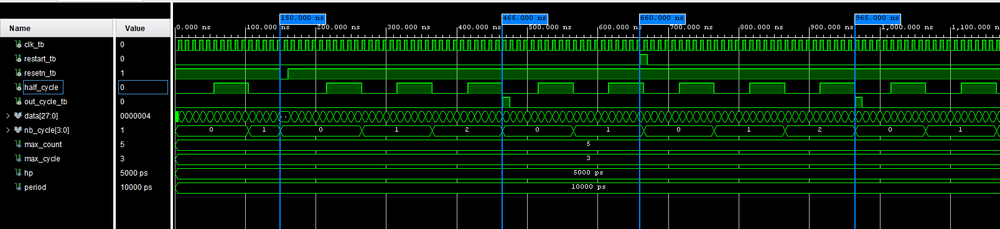 150.000 ns 465.000 ns 660.000 ns 965.000 ns
Name Value
0.000 ns 100.000 ns 200.000 ns 300.000 ns 400.000 ns 500.000 ns 600.000 ns 700.000 ns 800.000 ns 900.000 ns 1,000.000 ns 1,100.000
clk_tb 0
restart_tb 0
resetn_tb 1
half_cycle 0
out_cycle_tb 0
data[27:0] 0000004 ..
nb_cycle[3:0] 1 0 1 0 1 2 0 1 0 1 2 0 1
max_count 5 5
max_cycle 3 3
hp 5000 ps 5000 ps
period 10000 ps 10000 ps